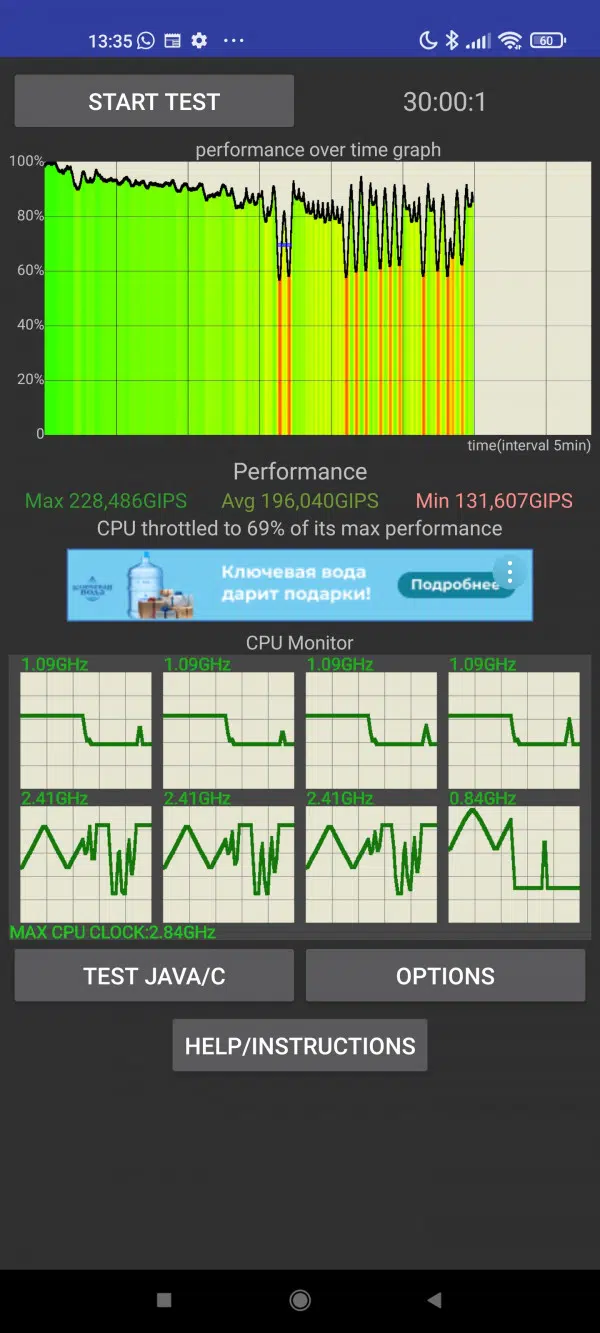 13:35 60
START TEST 30:00:1
performance over time graph
100%
80%
60%
40%
20%
0
time(interval 5min)
Performance
Max 228,486GIPS Avg 196,040GIPS Min 131,607GIPS
CPU throttled to 69% of its max performance
Ключевая вода
дарит подарки!
Подробнее
CPU Monitor
1.09GHz 1.09GHz 1.09GHz 1.09GHz
2.41GHz 2.41GHz 2.41GHz 0.84GHz
MAX CPU CLOCK:2.84GHz
TEST JAVA/C OPTIONS
HELP/INSTRUCTIONS